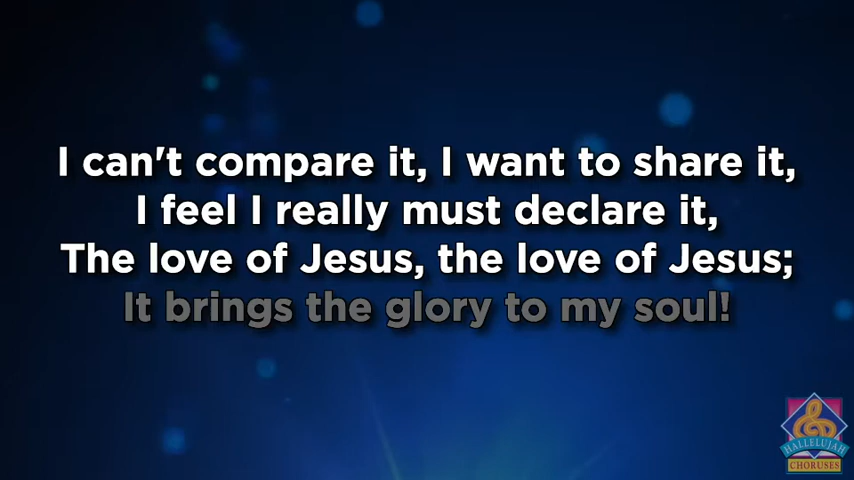 I can't compare it, I want to share it,
I feel I really must declare it,
The love of Jesus, the love of Jesus;
It brings the glory to my soul!
HALLELUJAH
CHORUSES